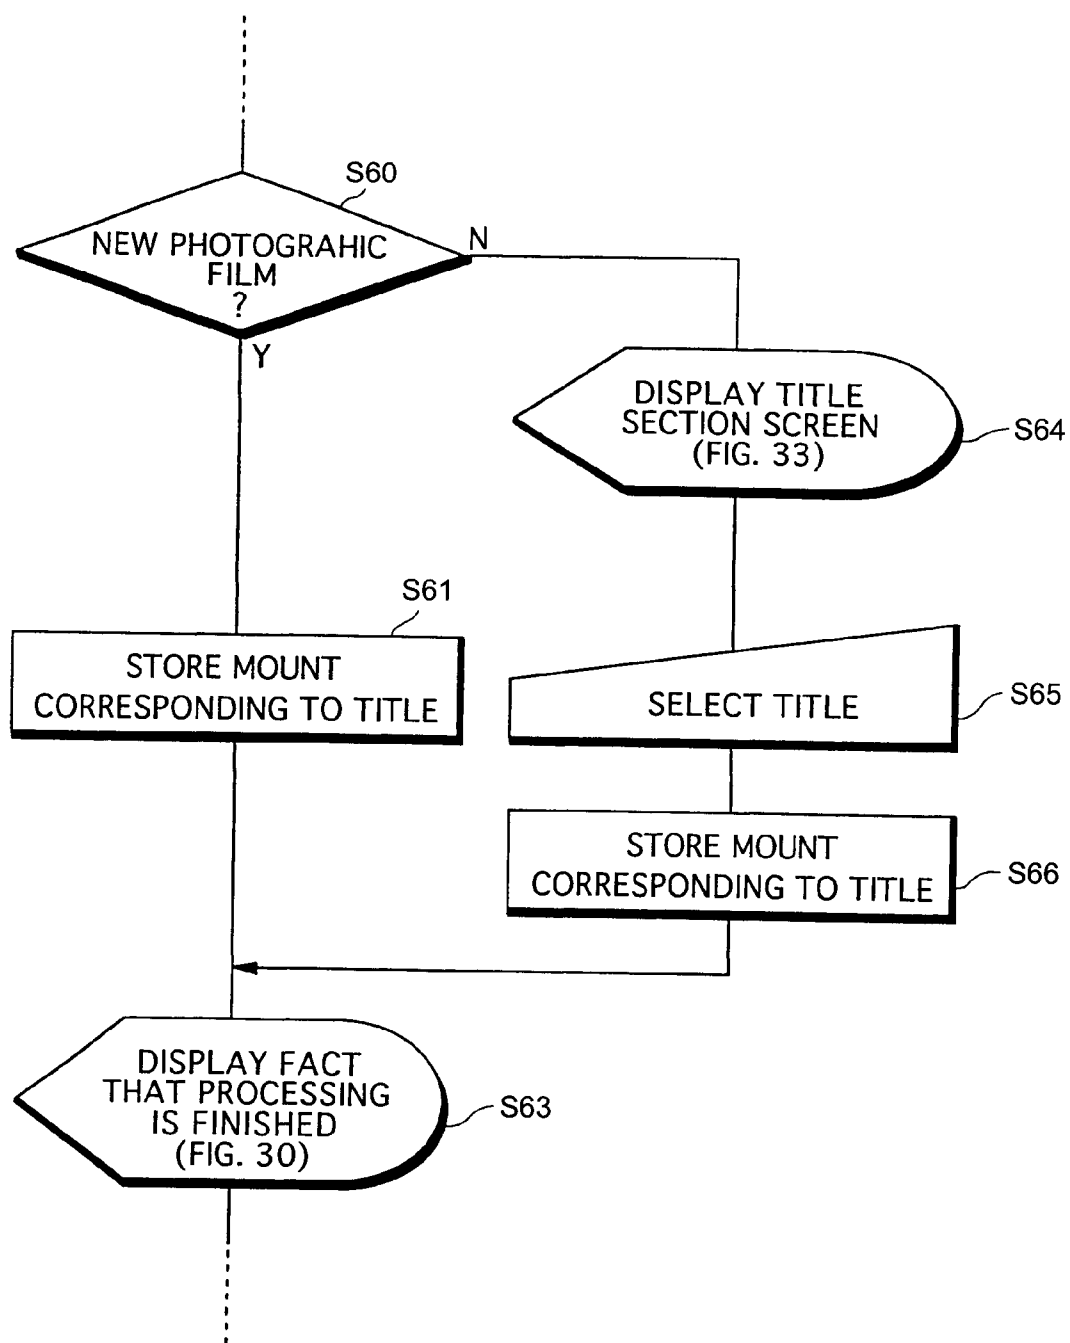 S60
NEW PHOTOGRAHIC
FILM
?
N
Y
DISPLAY TITLE
SECTION SCREEN
(FIG. 33)
S64
S61
STORE MOUNT
CORRESPONDING TO TITLE
SELECT TITLE
S65
STORE MOUNT
CORRESPONDING TO TITLE
S66
DISPLAY FACT
THAT PROCESSING
IS FINISHED
(FIG. 30)
S63